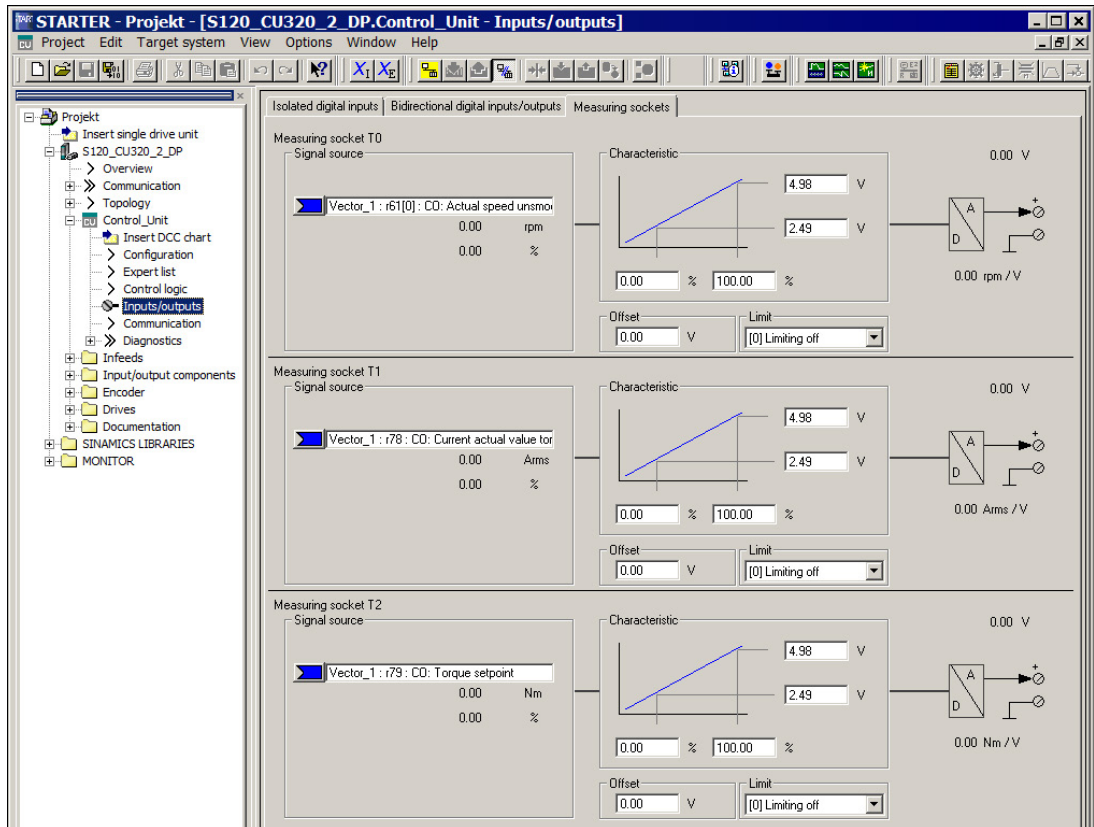 STARTER - Projekt - [S120_CU320_2_DP.Control_Unit - Inputs/outputs]
Project Edit Target system View Options Window Help
Projekt
Insert single drive unit
S120_CU320_2_DP
Overview
Communication
Topology
Control_Unit
Insert DCC chart
Configuration
Expert list
Control logic
Inputs/outputs
Communication
Diagnostics
Infeeds
Input/output components
Encoder
Drives
Documentation
SINAMICS LIBRARIES
MONITOR
Isolated digital inputs Bidirectional digital inputs/outputs Measuring sockets
Measuring socket T0
Signal source Characteristic 0.00 V
4.98 V
Vector_1 : r61[0] : CO: Actual speed unsmo
0.00 rpm 2.49 V
0.00 %
A
D
0.00 % 100.00 % 0.00 rpm / V
Offset Limit
0.00 V [0] Limiting off
Measuring socket T1
Signal source Characteristic 0.00 V
4.98 V
Vector_1 : r78 : CO: Current actual value tor
0.00 Arms 2.49 V
0.00 %
A
D
0.00 % 100.00 % 0.00 Arms / V
Offset Limit
0.00 V [0] Limiting off
Measuring socket T2
Signal source Characteristic 0.00 V
4.98 V
Vector_1 : r79 : CO: Torque setpoint
0.00 Nm 2.49 V
0.00 %
A
D
0.00 % 100.00 % 0.00 Nm / V
Offset Limit
0.00 V [0] Limiting off